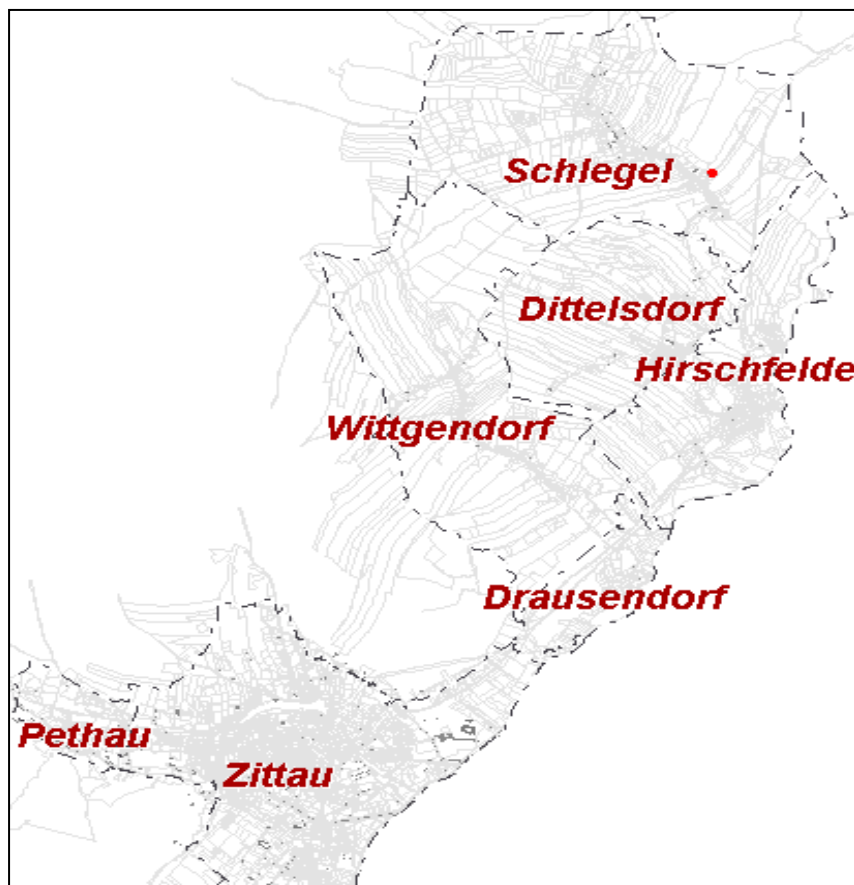 Schlegel
Dittelsdorf
Hirschfelde
Wittgendorf
Drausendorf
Pethau
Zittau